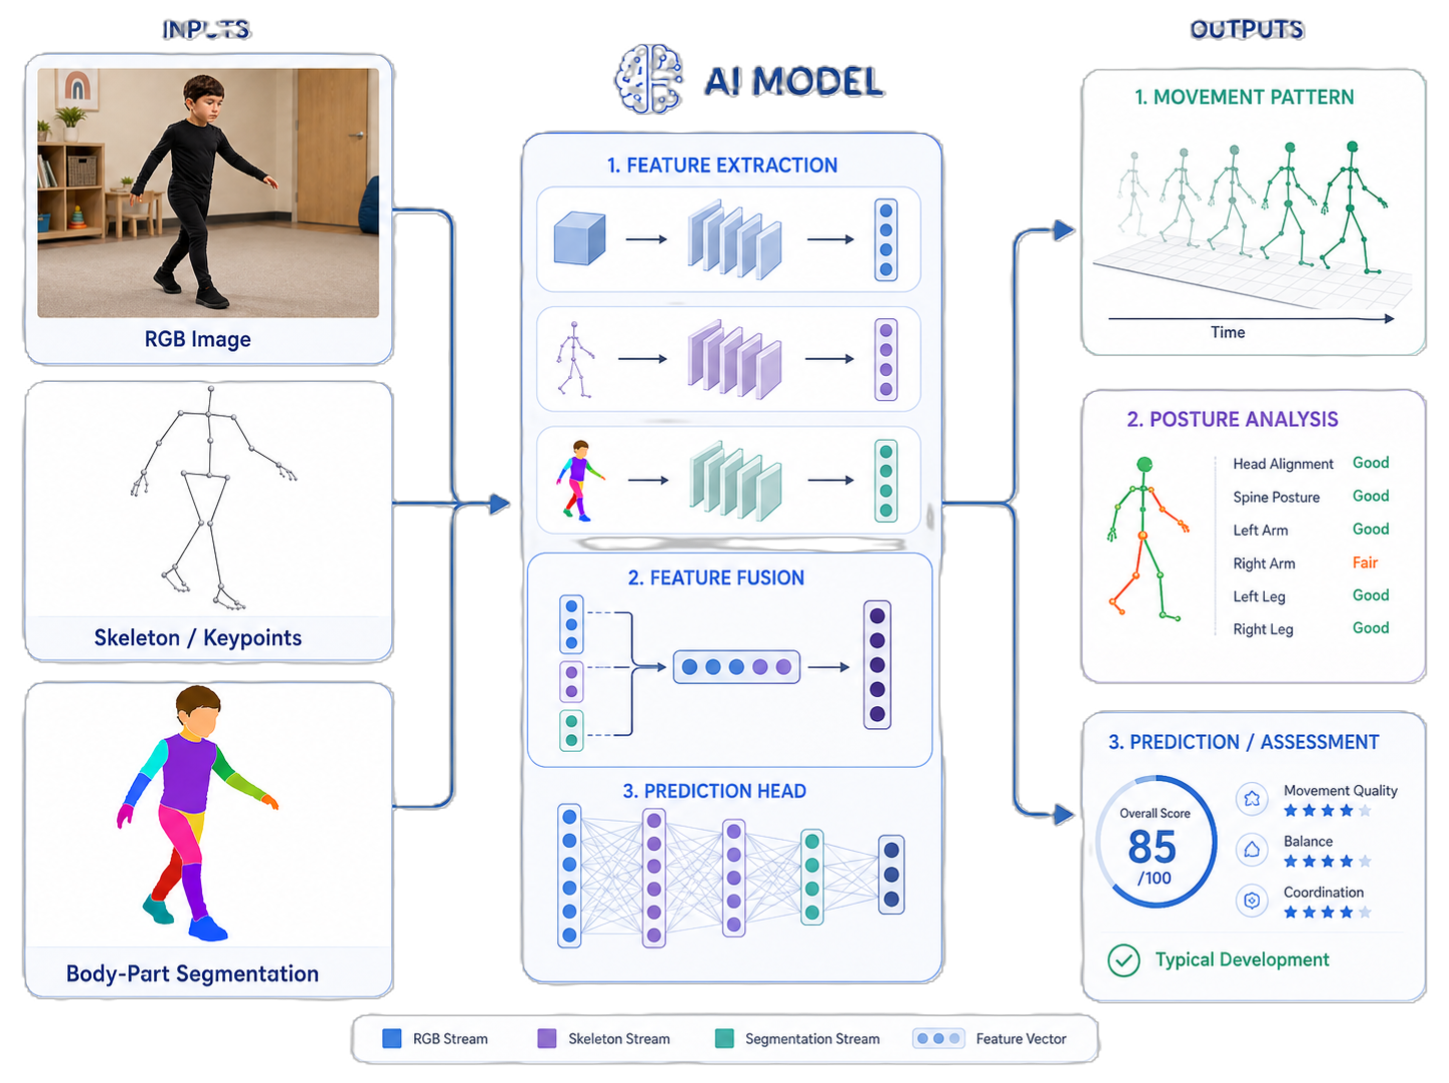 INPUTS
RGB Image
Skeleton / Keypoints
Body-Part Segmentation
AI MODEL
1. FEATURE EXTRACTION
2. FEATURE FUSION
3. PREDICTION HEAD
OUTPUTS
1. MOVEMENT PATTERN
Time
2. POSTURE ANALYSIS
Head Alignment Good
Spine Posture Good
Left Arm Good
Right Arm Fair
Left Leg Good
Right Leg Good
3. PREDICTION / ASSESSMENT
Overall Score
85
/100
Movement Quality
Balance
Coordination
Typical Development
RGB Stream
Skeleton Stream
Segmentation Stream
Feature Vector